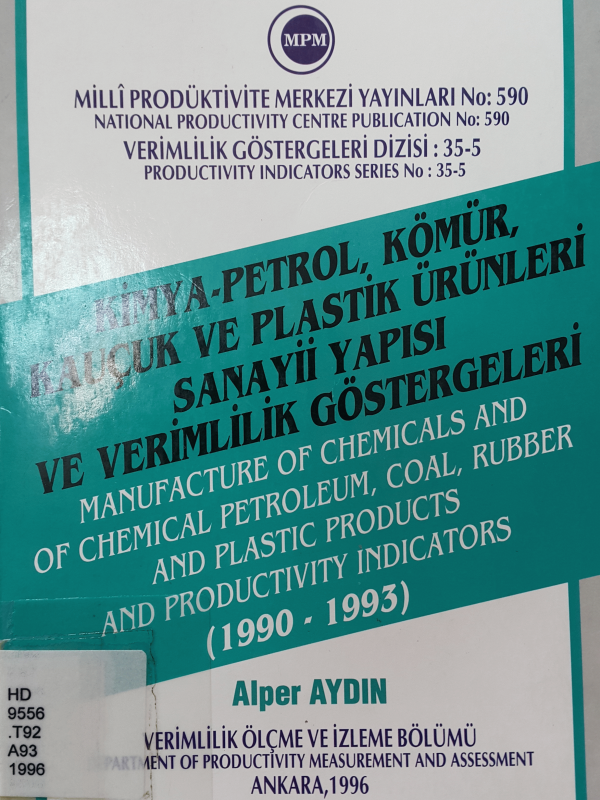 MPM
MİLLÎ PRODÜKTİVİTE MERKEZİ YAYINLARI No: 590
NATIONAL PRODUCTIVITY CENTRE PUBLICATION No: 590
VERİMLİLİK GÖSTERGELERİ DİZİSİ : 35-5
PRODUCTIVITY INDICATORS SERIES No : 35-5
KİMYA-PETROL, KÖMÜR,
KAUÇUK VE PLASTİK ÜRÜNLERİ
SANAYİİ YAPISI
VE VERİMLİLİK GÖSTERGELERİ
MANUFACTURE OF CHEMICALS AND
OF CHEMICAL PETROLEUM, COAL, RUBBER
AND PLASTIC PRODUCTS
AND PRODUCTIVITY INDICATORS
(1990 - 1993)
Alper AYDIN
VERİMLİLİK ÖLÇME VE İZLEME BÖLÜMÜ
PARTMENT OF PRODUCTIVITY MEASUREMENT AND ASSESSMENT
ANKARA,1996
HD
9556
.T92
A93
1996